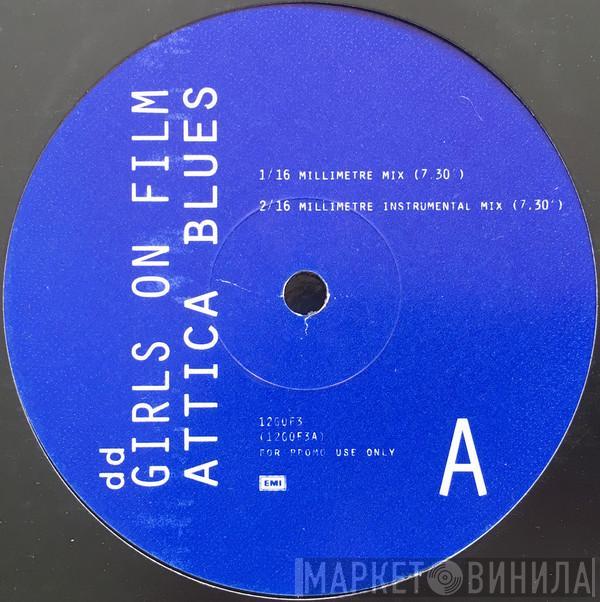 dd
GIRLS ON FILM
ATTICA BLUES
1/16 MILLIMETRE MIX (7.30')
2/16 MILLIMETRE INSTRUMENTAL MIX (7.30')
12GOF3
(12GOF3A)
FOR PROMO USE ONLY
EMI
A
МАРКЕТ ВИНИЛА